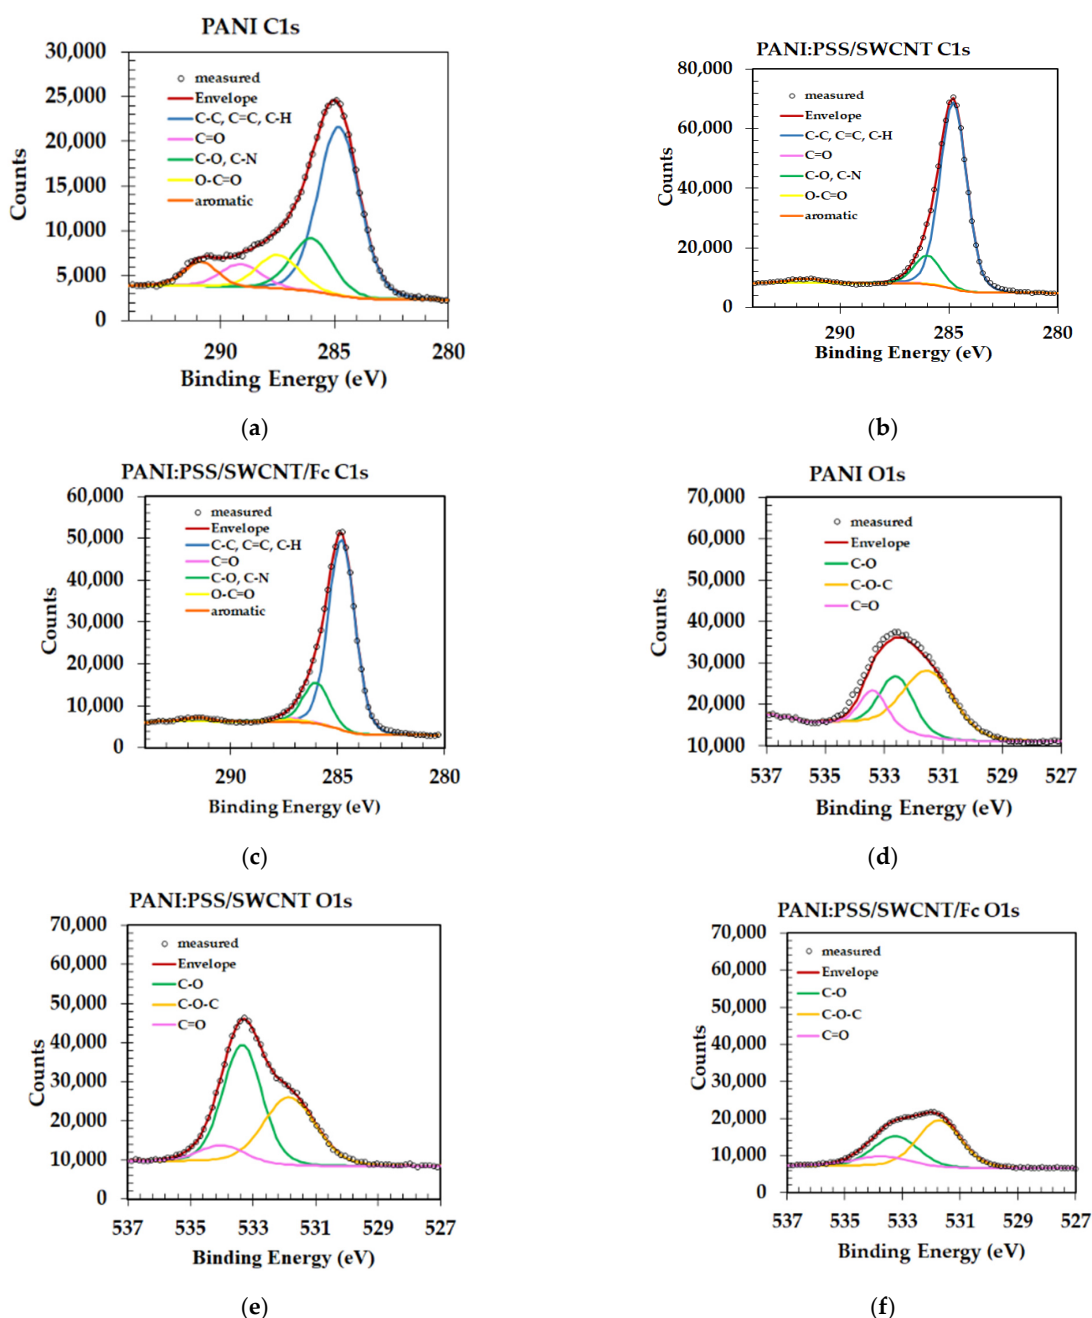 PANI C1s
30,000
25,000
20,000
15,000
10,000
5,000
0
Counts
measured
Envelope
C-C, C=C, C-H
C=O
C-O, C-N
O-C=O
aromatic
290 285 280
Binding Energy (eV)
(a)
PANI:PSS/SWCNT C1s
80,000
60,000
40,000
20,000
0
Counts
measured
Envelope
C-C, C=C, C-H
C=O
C-O, C-N
O-C=O
aromatic
290 285 280
Binding Energy (eV)
(b)
PANI:PSS/SWCNT/Fc C1s
60,000
50,000
40,000
30,000
20,000
10,000
0
Counts
measured
Envelope
C-C, C=C, C-H
C=O
C-O, C-N
O-C=O
aromatic
290 285 280
Binding Energy (eV)
(c)
PANI O1s
70,000
60,000
50,000
40,000
30,000
20,000
10,000
Counts
measured
Envelope
C-O
C-O-C
C=O
537 535 533 531 529 527
Binding Energy (eV)
(d)
PANI:PSS/SWCNT O1s
70,000
60,000
50,000
40,000
30,000
20,000
10,000
0
Counts
measured
Envelope
C-O
C-O-C
C=O
537 535 533 531 529 527
Binding Energy (eV)
(e)
PANI:PSS/SWCNT/Fc O1s
70,000
60,000
50,000
40,000
30,000
20,000
10,000
0
Counts
measured
Envelope
C-O
C-O-C
C=O
537 535 533 531 529 527
Binding Energy (eV)
(f)